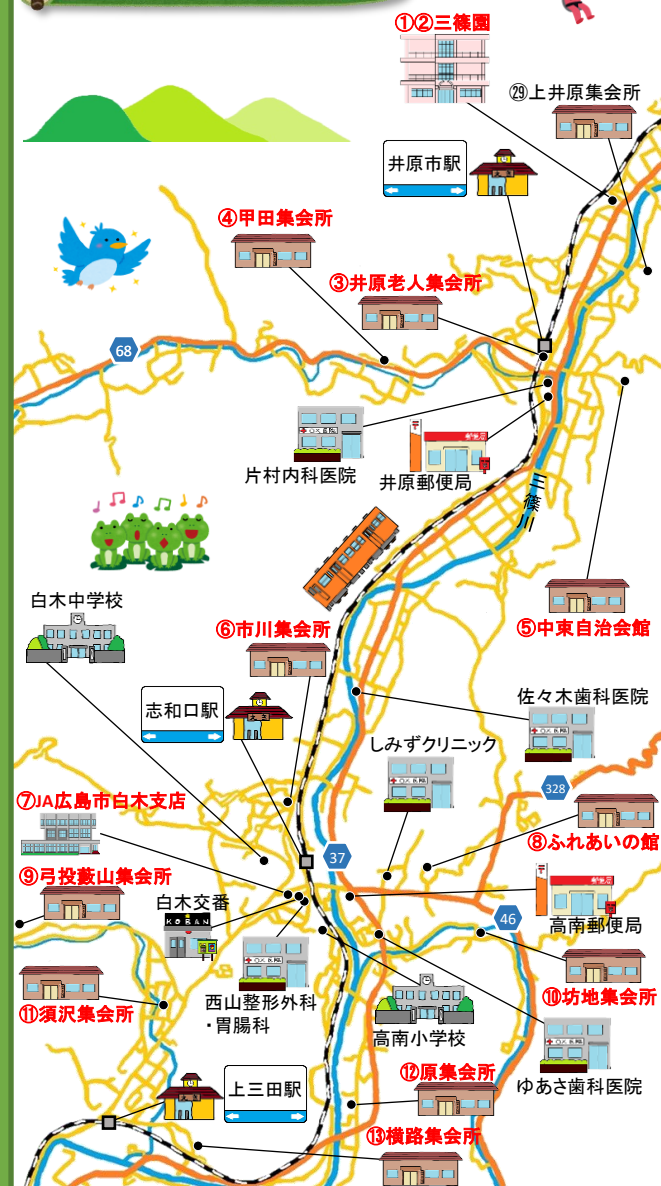 ①②三篠園
㉙上井原集会所
井原市駅
④甲田集会所
③井原老人集会所
68
片村内科医院
井原郵便局
三篠川
白木中学校
⑥市川集会所
⑤中東自治会館
志和口駅
佐々木歯科医院
しみずクリニック
328
⑦JA広島市白木支店
⑧ふれあいの館
37
⑨弓投藪山集会所
白木交番
KOBAN
高南郵便局
46
西山整形外科
・胃腸科
⑩坊地集会所
⑪須沢集会所
高南小学校
ゆあさ歯科医院
⑫原集会所
上三田駅
⑬横路集会所